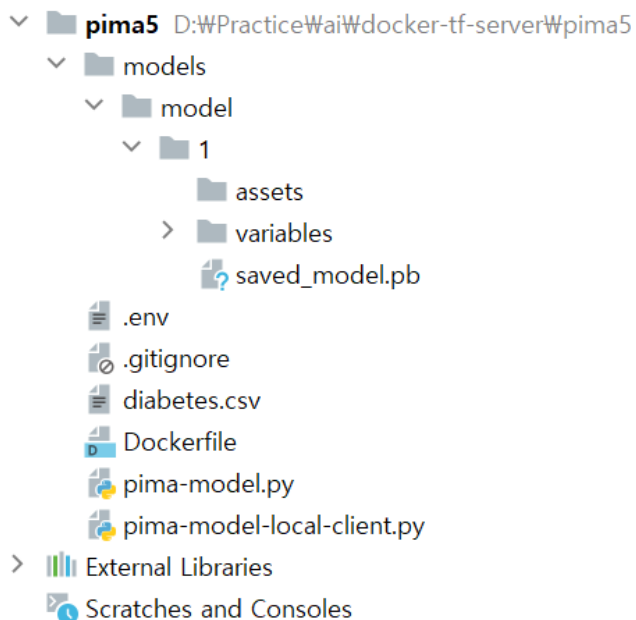 pima5 D:₩Practice₩ai₩docker-tf-server₩pima5
models
model
1
assets
variables
saved_model.pb
.env
.gitignore
diabetes.csv
Dockerfile
pima-model.py
pima-model-local-client.py
External Libraries
Scratches and Consoles